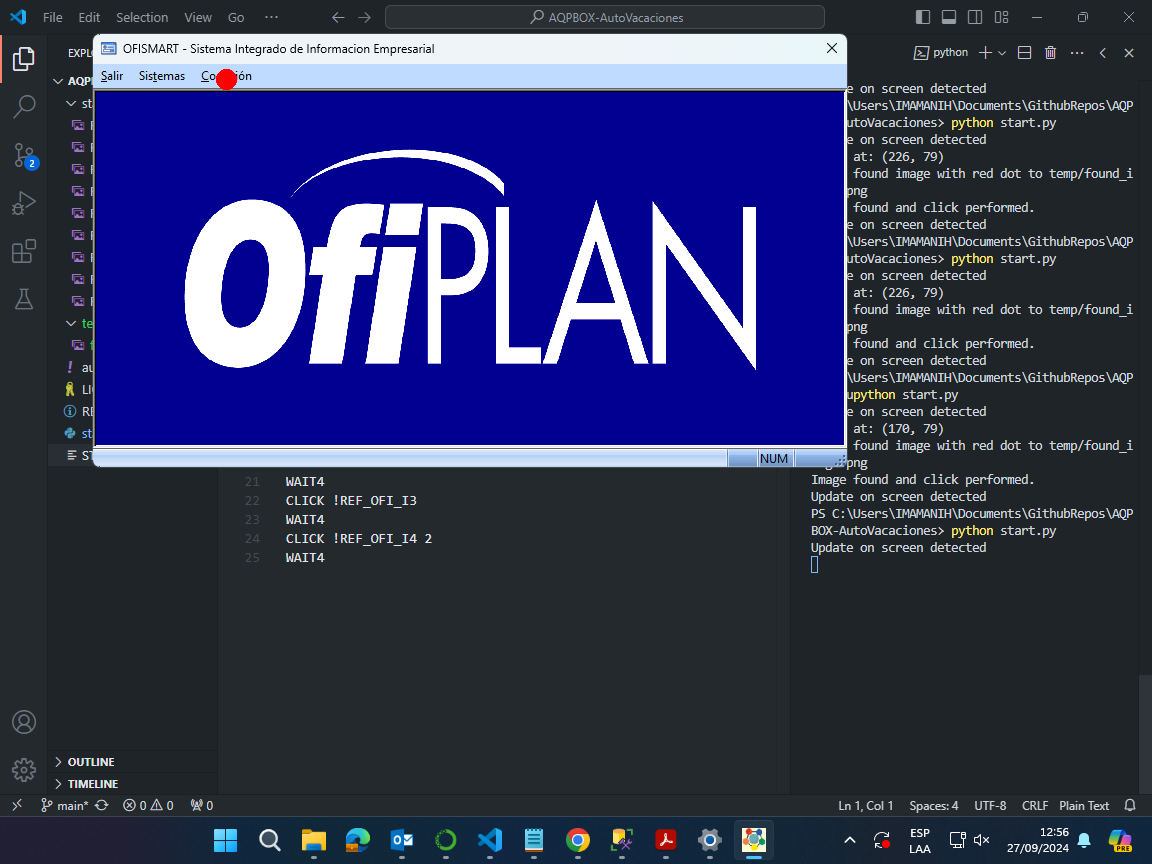 File Edit Selection View Go ··· AQPBOX-AutoVacaciones
OFISMART - Sistema Integrado de Informacion Empresarial
Salir Sistemas
OfiPLAN
NUM
21 WAIT4
22 CLICK !REF_OFI_I3
23 WAIT4
24 CLICK !REF_OFI_I4 2
25 WAIT4
OUTLINE
TIMELINE
python
e on screen detected
\Users\IMAMANIH\Documents\GithubRepos\AQP
utoVacaciones> python start.py
e on screen detected
at: (226, 79)
found image with red dot to temp/found_i
png
found and click performed.
e on screen detected
\Users\IMAMANIH\Documents\GithubRepos\AQP
utoVacaciones> python start.py
e on screen detected
at: (226, 79)
found image with red dot to temp/found_i
png
found and click performed.
e on screen detected
\Users\IMAMANIH\Documents\GithubRepos\AQP
upython start.py
e on screen detected
at: (170, 79)
found image with red dot to temp/found_i
png
Image found and click performed.
Update on screen detected
PS C:\Users\IMAMANIH\Documents\GithubRepos\AQP
BOX-AutoVacaciones> python start.py
Update on screen detected
main* 0 0 0 Ln 1, Col 1 Spaces: 4 UTF-8 CRLF Plain Text
ESP
LAA
12:56
27/09/2024
PRE